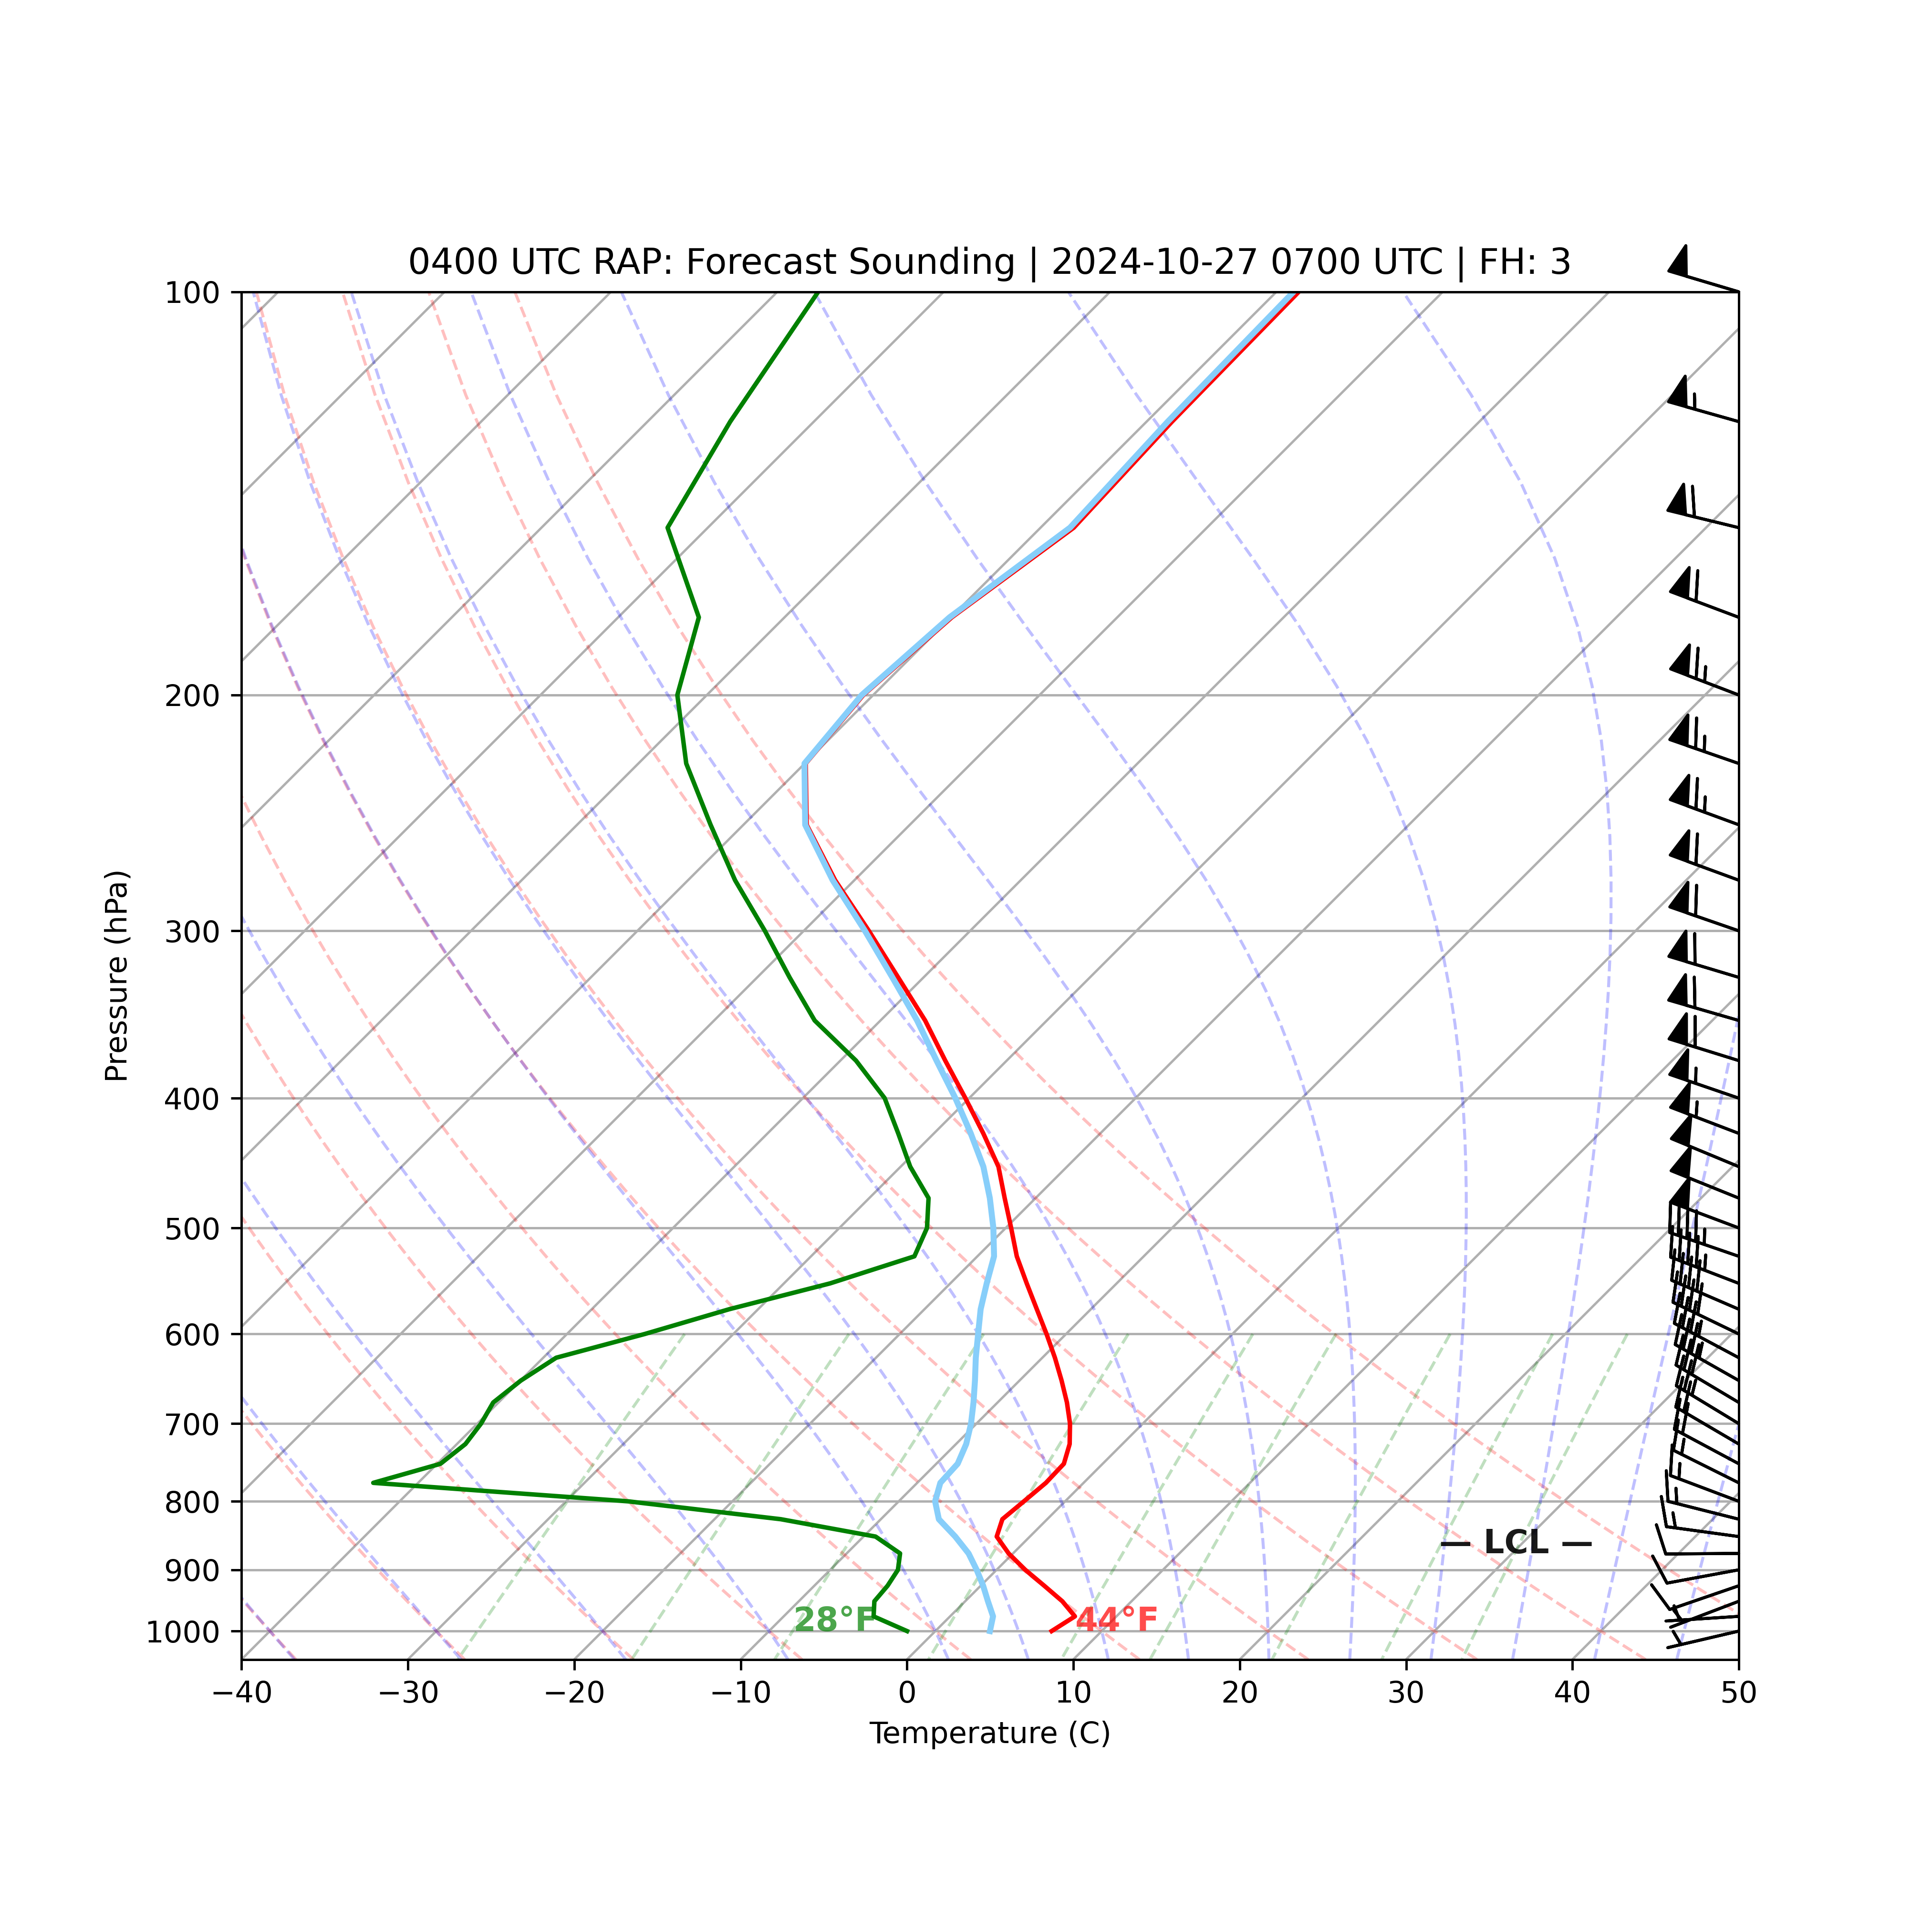 0400 UTC RAP: Forecast Sounding | 2024-10-27 0700 UTC | FH: 3
100
200
300
400
500
600
700
800
900
1000
Pressure (hPa)
— LCL —
28°F
44°F
−40 −30 −20 −10 0 10 20 30 40 50
Temperature (C)